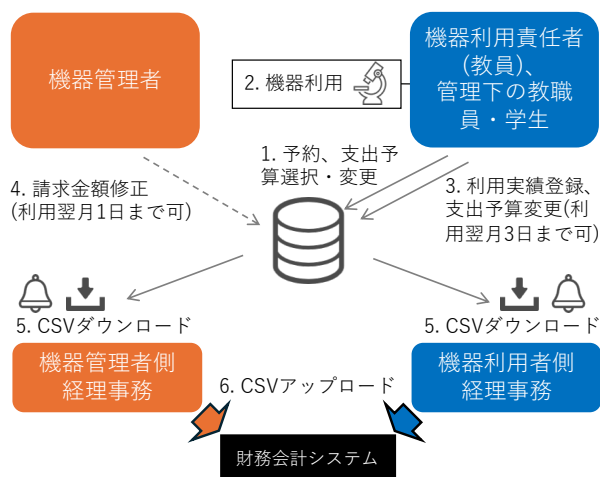 機器管理者
機器利用責任者
(教員)、
管理下の教職
員・学生
2. 機器利用
1. 予約、支出予
算選択・変更
4. 請求金額修正
(利用翌月1日まで可)
3. 利用実績登録、
支出予算変更(利
用翌月3日まで可)
5. CSVダウンロード
5. CSVダウンロード
機器管理者側
経理事務
6. CSVアップロード
機器利用者側
経理事務
財務会計システム